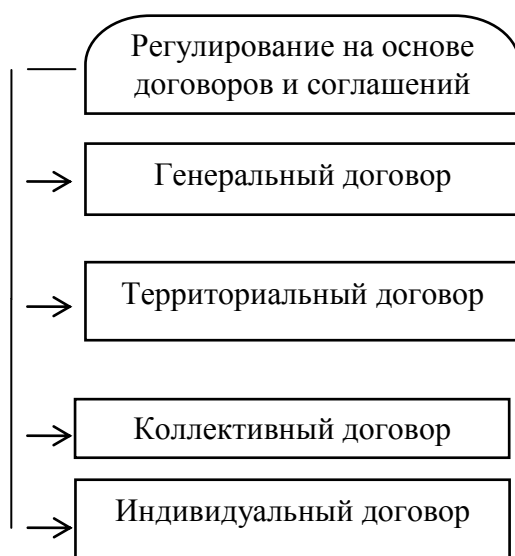 Регулирование на основе
договоров и соглашений
Генеральный договор
Территориальный договор
Коллективный договор
Индивидуальный договор